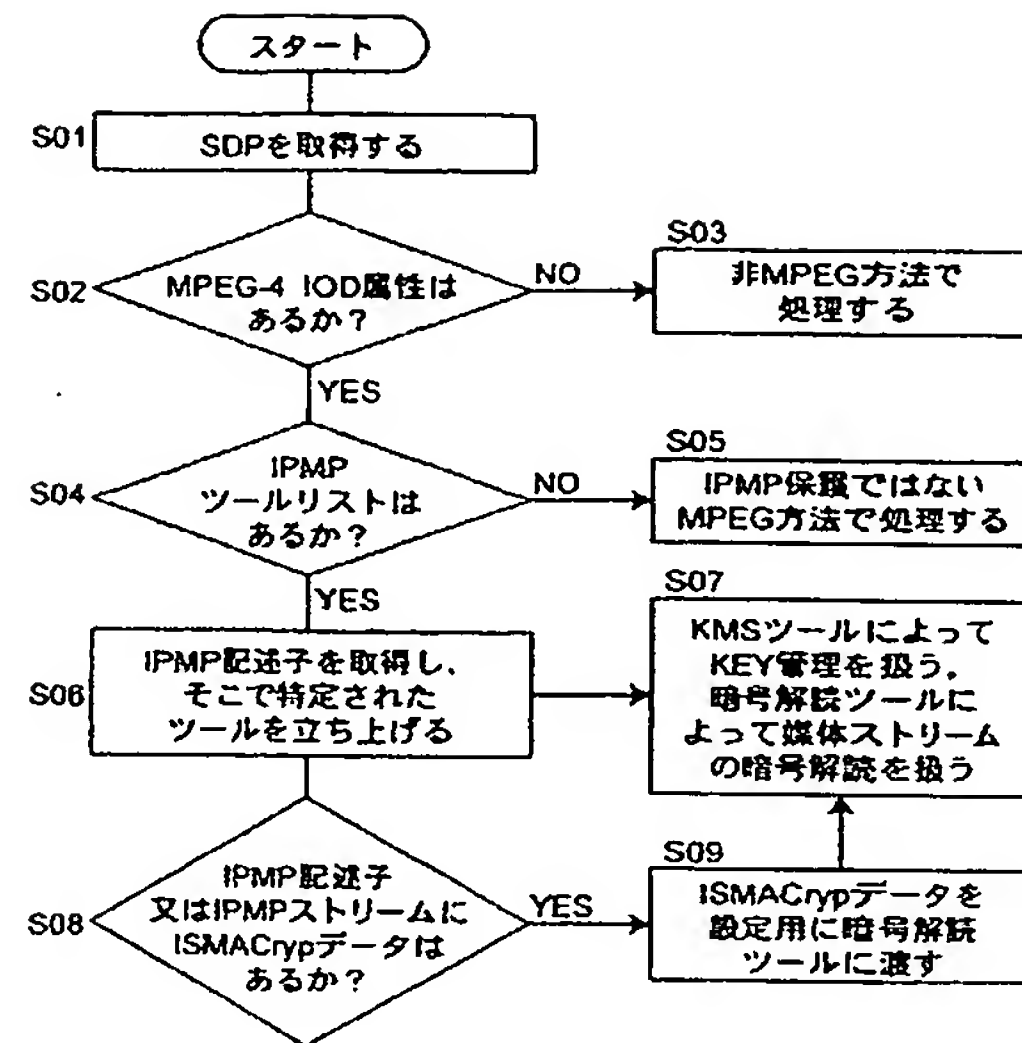 スタート
S01
SDPを取得する
S02
MPEG-4 IOD属性は
あるか？
NO
S03
非MPEG方法で
処理する
YES
S04
IPMP
ツールリストは
あるか？
NO
S05
IPMP保護ではない
MPEG方法で処理する
YES
S06
IPMP記述子を取得し、
そこで特定された
ツールを立ち上げる
S07
KMSツールによって
KEY管理を扱う。
暗号解読ツールに
よって媒体ストリーム
の暗号解読を扱う
S08
IPMP記述子
又はIPMPストリームに
ISMACrypデータは
あるか？
YES
S09
ISMACrypデータを
設定用に暗号解読
ツールに渡す